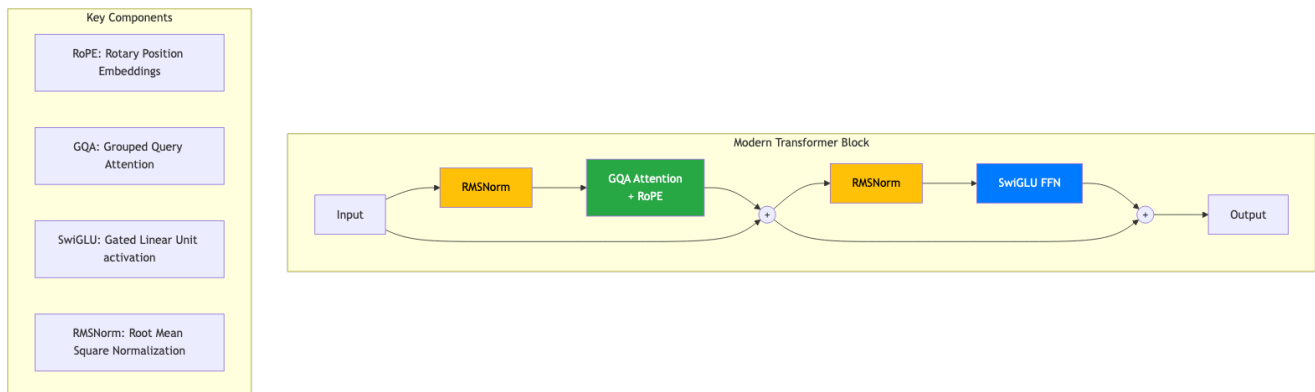 Key Components
RoPE: Rotary Position
Embeddings
GQA: Grouped Query
Attention
SwiGLU: Gated Linear Unit
activation
RMSNorm: Root Mean
Square Normalization
Modern Transformer Block
Input
RMSNorm
GQA Attention
+ RoPE
+
RMSNorm
SwiGLU FFN
+
Output